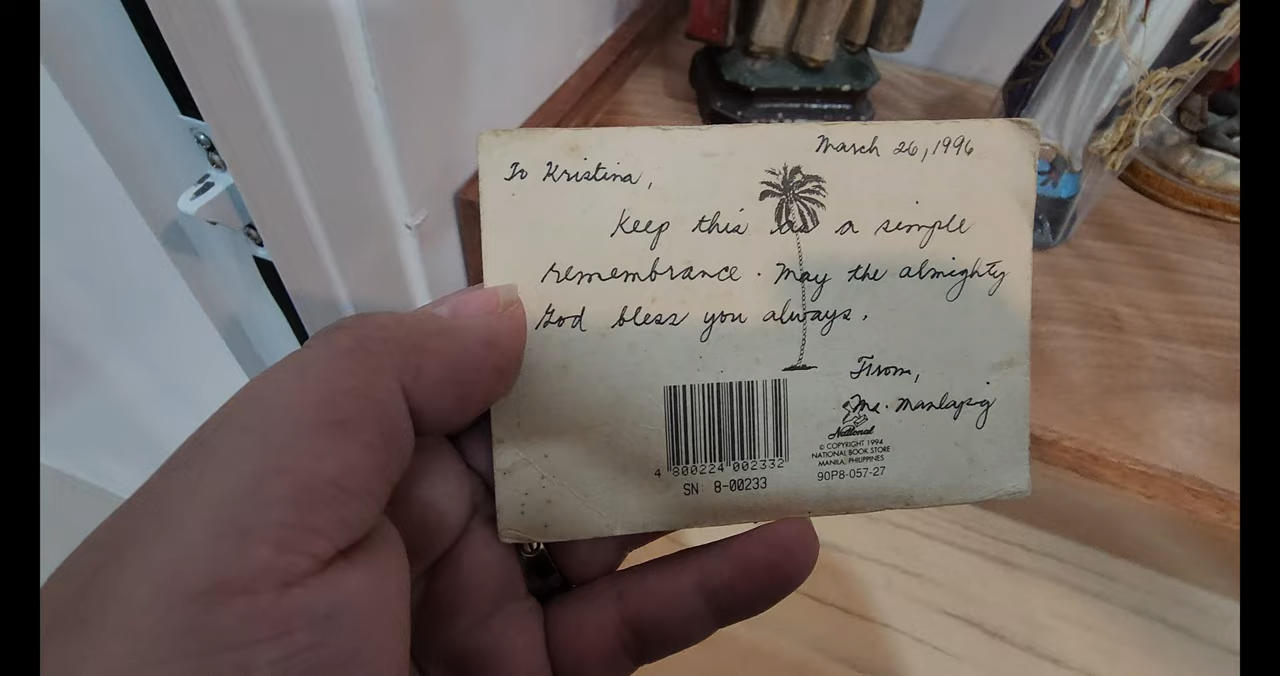 March 26, 1996
To Kristina,
Keep this as a simple
remembrance. May the almighty
God bless you always.
From,
Ms. Manlapig
National
© COPYRIGHT 1994
NATIONAL BOOK STORE
MANILA, PHILIPPINES
90P8-057-27
4 800224 002332
SN 8-00233